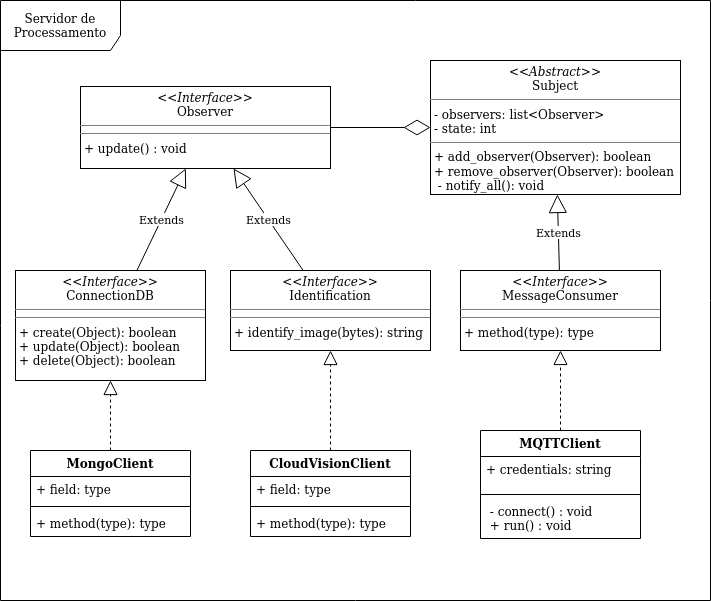 Servidor de
Processamento
<<Interface>>
Observer
+ update() : void
<<Abstract>>
Subject
- observers: list<Observer>
- state: int
+ add_observer(Observer): boolean
+ remove_observer(Observer): boolean
- notify_all(): void
Extends
Extends
Extends
<<Interface>>
ConnectionDB
+ create(Object): boolean
+ update(Object): boolean
+ delete(Object): boolean
<<Interface>>
Identification
+ identify_image(bytes): string
<<Interface>>
MessageConsumer
+ method(type): type
MongoClient
+ field: type
+ method(type): type
CloudVisionClient
+ field: type
+ method(type): type
MQTTClient
+ credentials: string
- connect() : void
+ run() : void